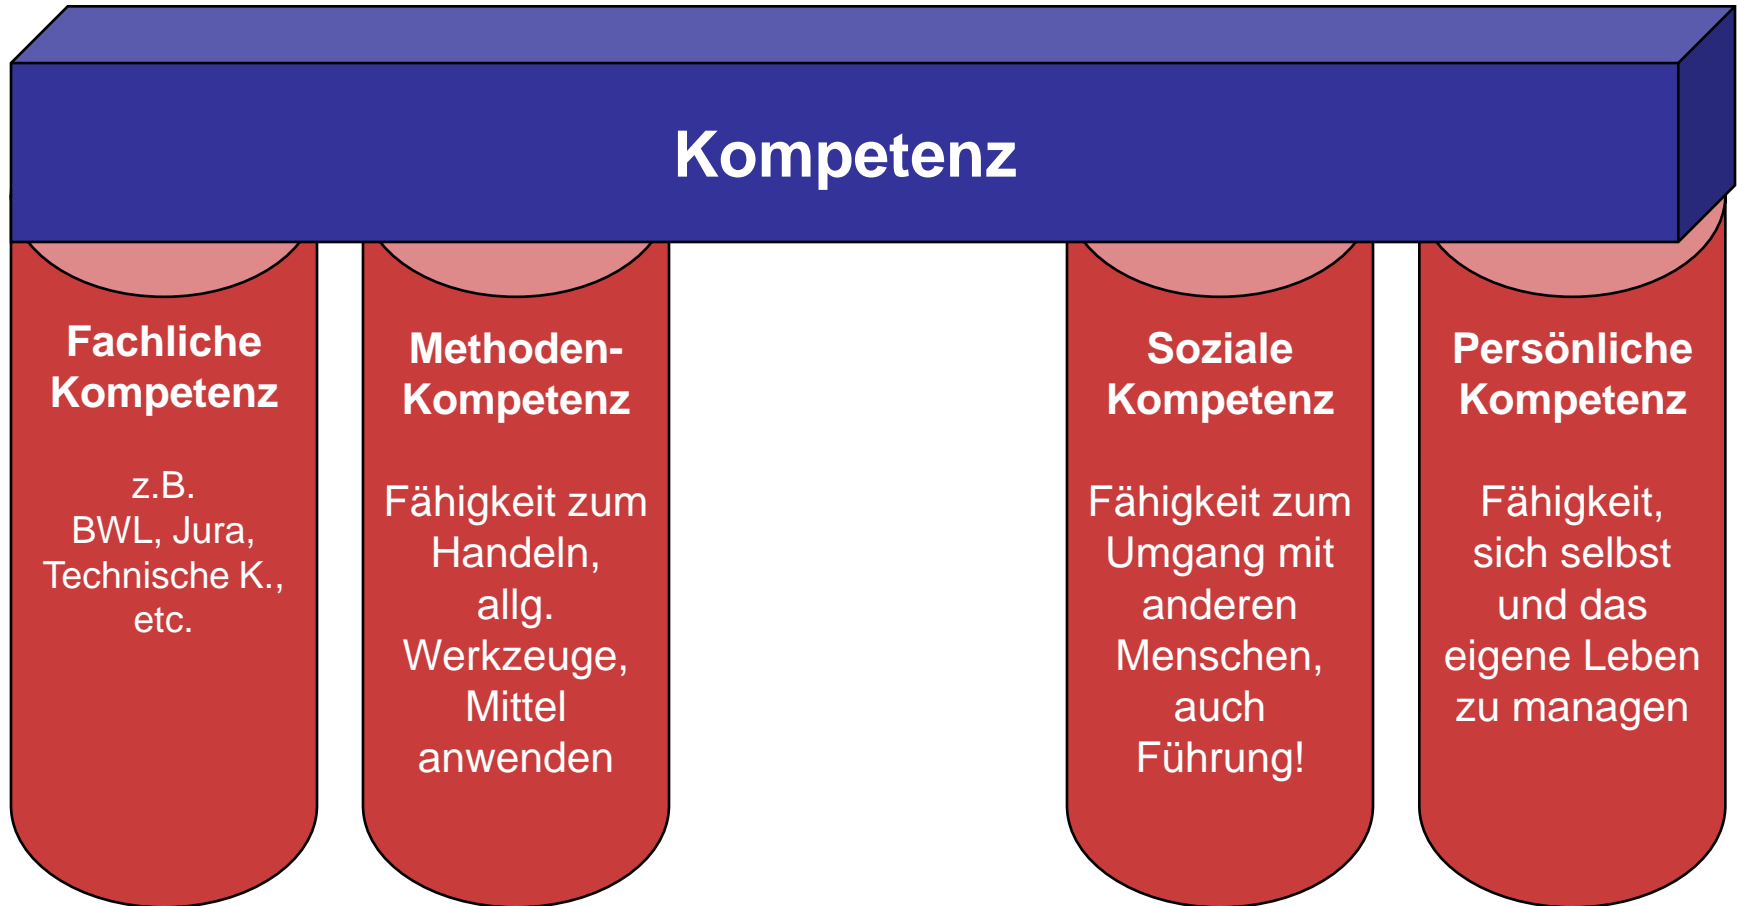 Kompetenz
Fachliche
Kompetenz
z.B.
BWL, Jura,
Technische K.,
etc.
Methoden-
Kompetenz
Fähigkeit zum
Handeln,
allg.
Werkzeuge,
Mittel
anwenden
Soziale
Kompetenz
Fähigkeit zum
Umgang mit
anderen
Menschen,
auch
Führung!
Persönliche
Kompetenz
Fähigkeit,
sich selbst
und das
eigene Leben
zu managen